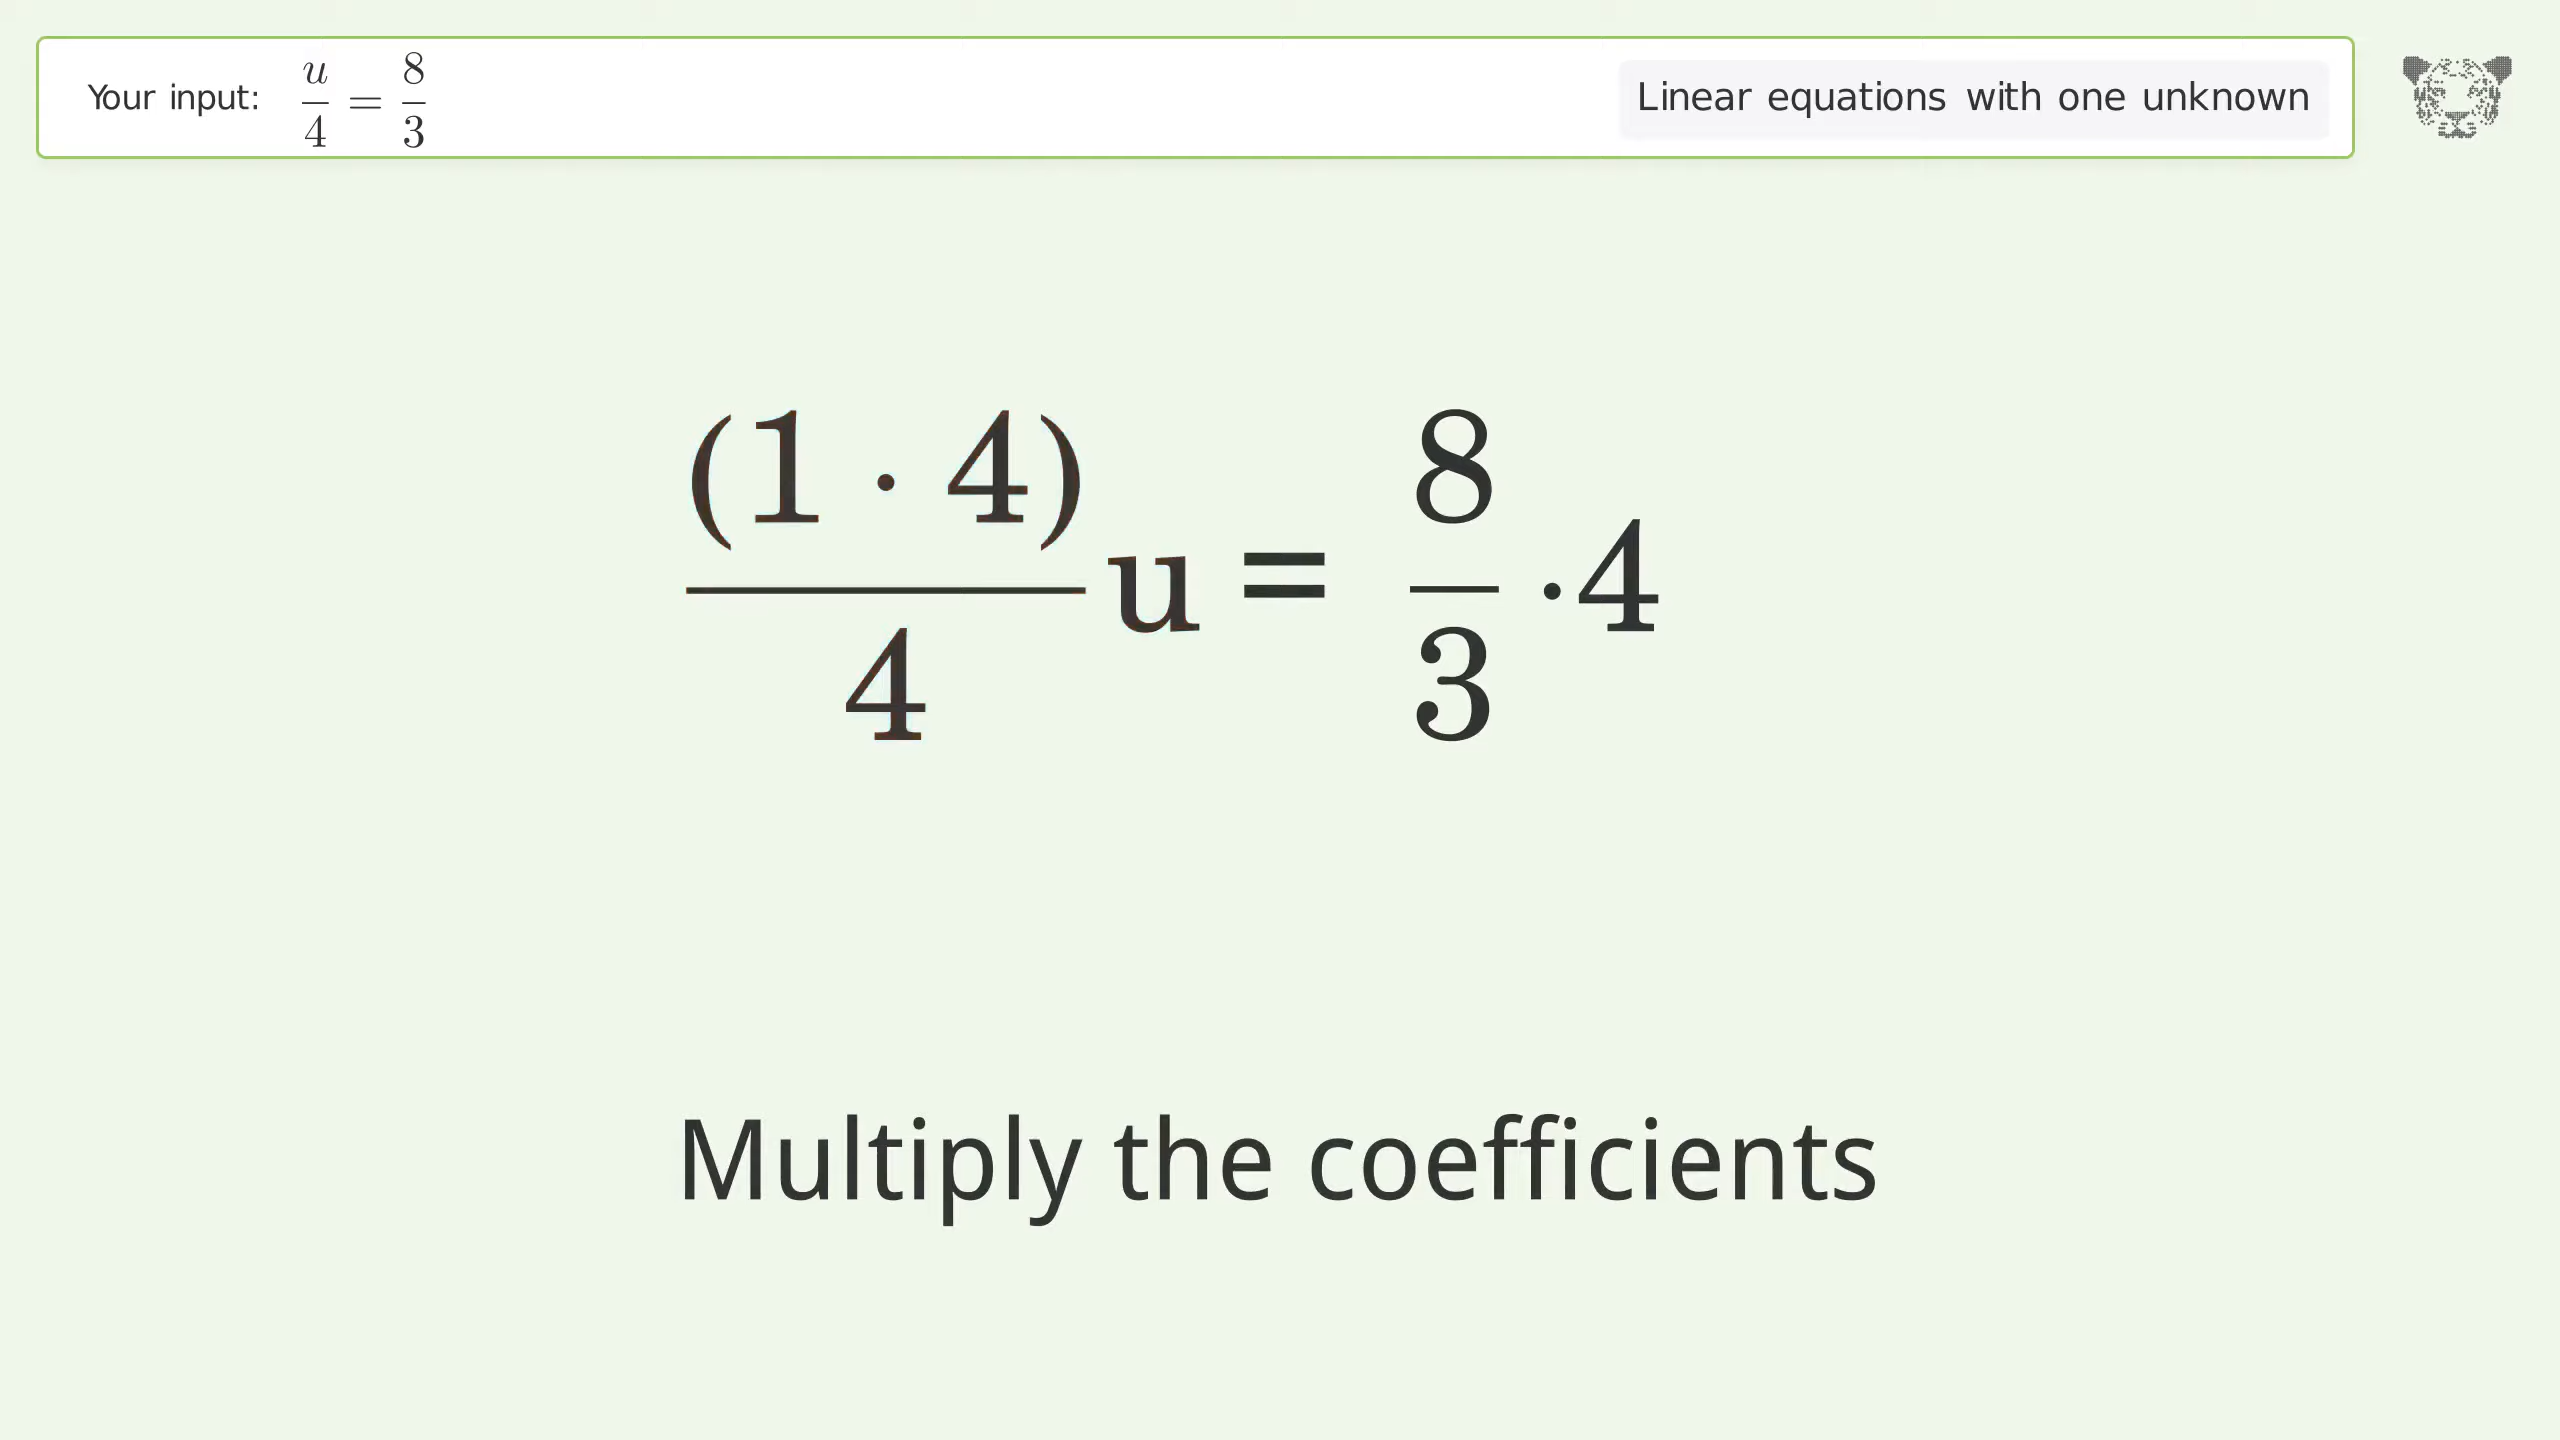 Your input: u/4 = 8/3
Linear equations with one unknown
(1 · 4)/4 u = 8/3 · 4
Multiply the coefficients